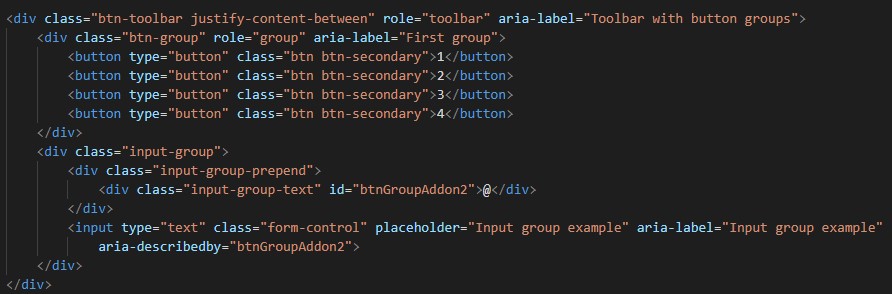 <div class="btn-toolbar justify-content-between" role="toolbar" aria-label="Toolbar with button groups">
    <div class="btn-group" role="group" aria-label="First group">
        <button type="button" class="btn btn-secondary">1</button>
        <button type="button" class="btn btn-secondary">2</button>
        <button type="button" class="btn btn-secondary">3</button>
        <button type="button" class="btn btn-secondary">4</button>
    </div>
    <div class="input-group">
        <div class="input-group-prepend">
            <div class="input-group-text" id="btnGroupAddon2">@</div>
        </div>
        <input type="text" class="form-control" placeholder="Input group example" aria-label="Input group example"
            aria-describedby="btnGroupAddon2">
    </div>
</div>